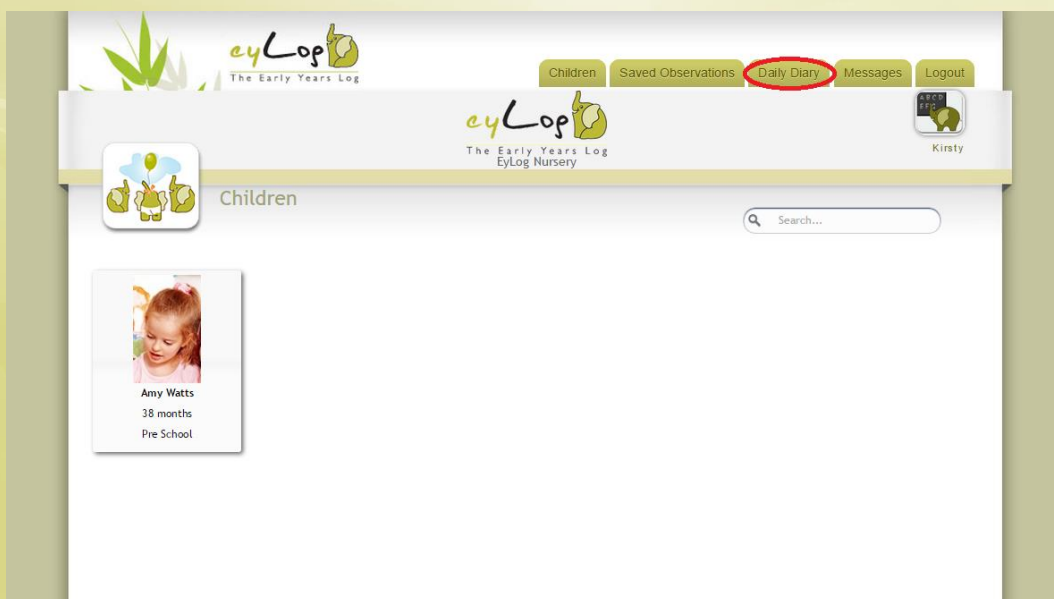 eyLog
The Early Years Log
Children Saved Observations Daily Diary Messages Logout
eyLog
The Early Years Log
EyLog Nursery
ABCD
Kirsty
Children
Search...
Amy Watts
38 months
Pre School